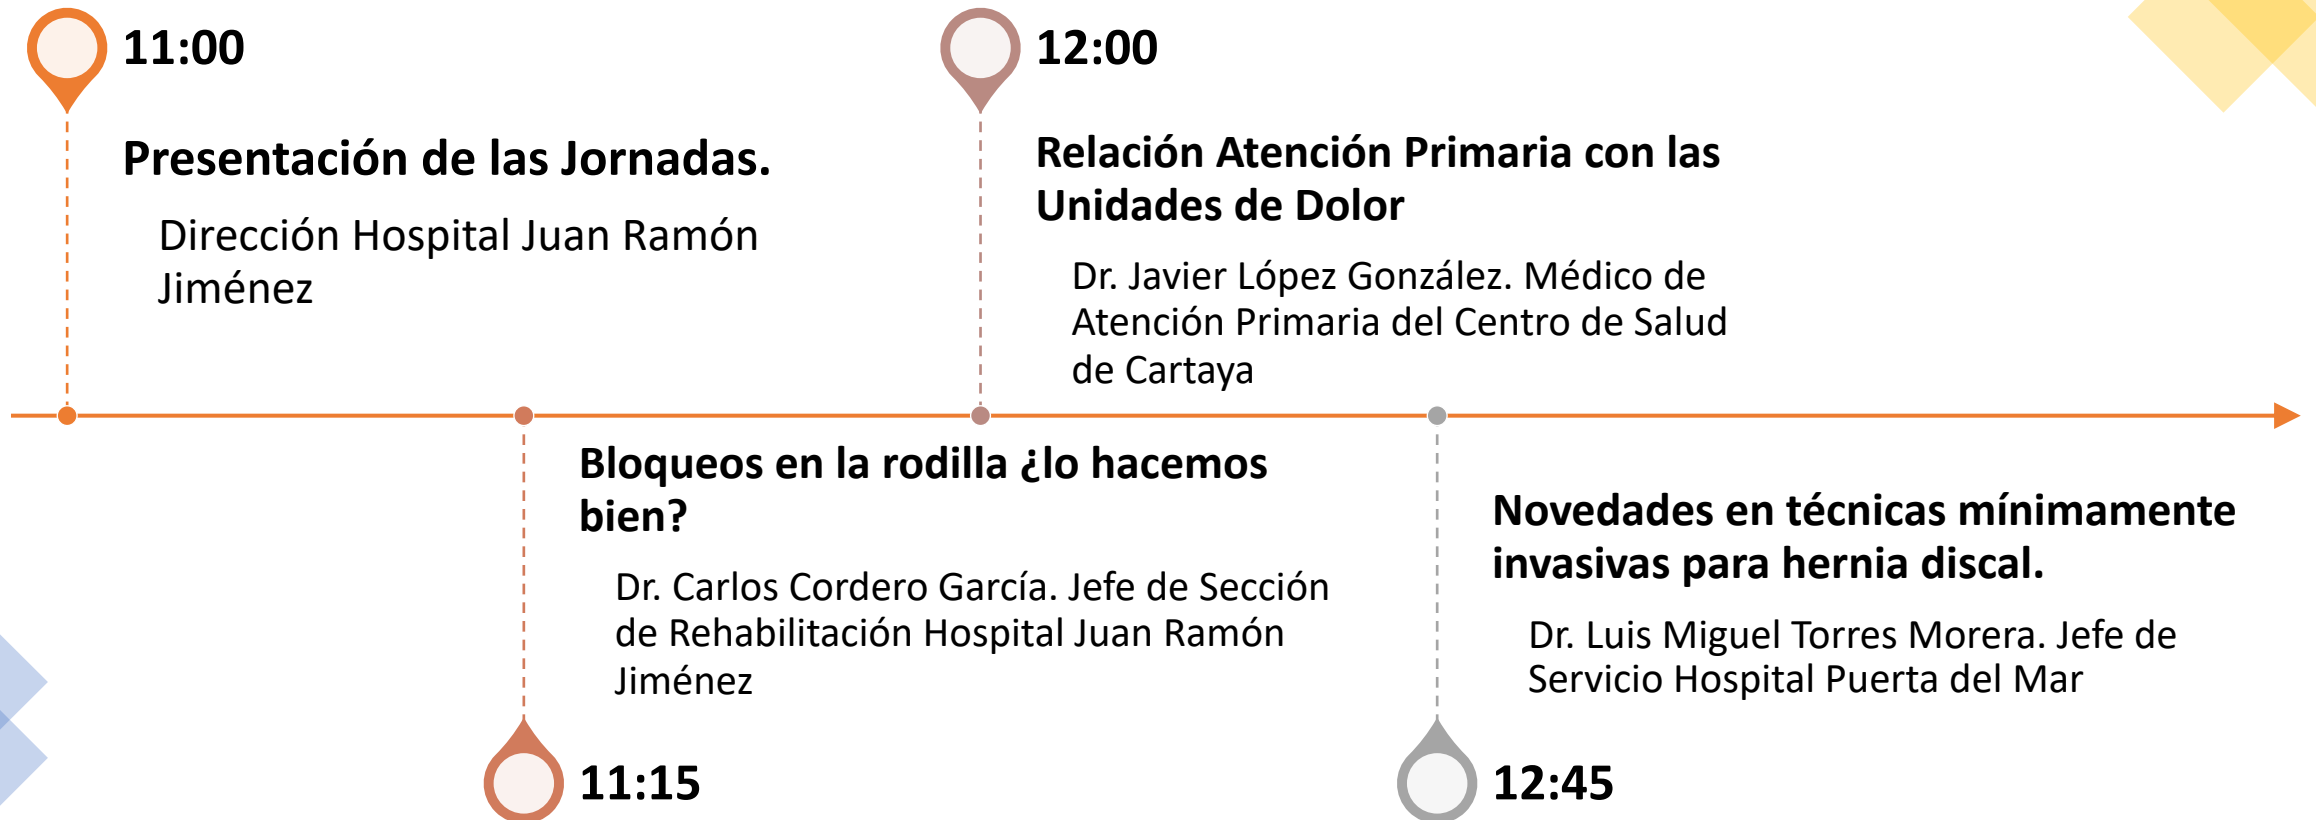 11:00
Presentación de las Jornadas.
Dirección Hospital Juan Ramón
Jiménez
Bloqueos en la rodilla ¿lo hacemos
bien?
Dr. Carlos Cordero García. Jefe de Sección
de Rehabilitación Hospital Juan Ramón
Jiménez
11:15
12:00
Relación Atención Primaria con las
Unidades de Dolor
Dr. Javier López González. Médico de
Atención Primaria del Centro de Salud
de Cartaya
Novedades en técnicas mínimamente
invasivas para hernia discal.
Dr. Luis Miguel Torres Morera. Jefe de
Servicio Hospital Puerta del Mar
12:45